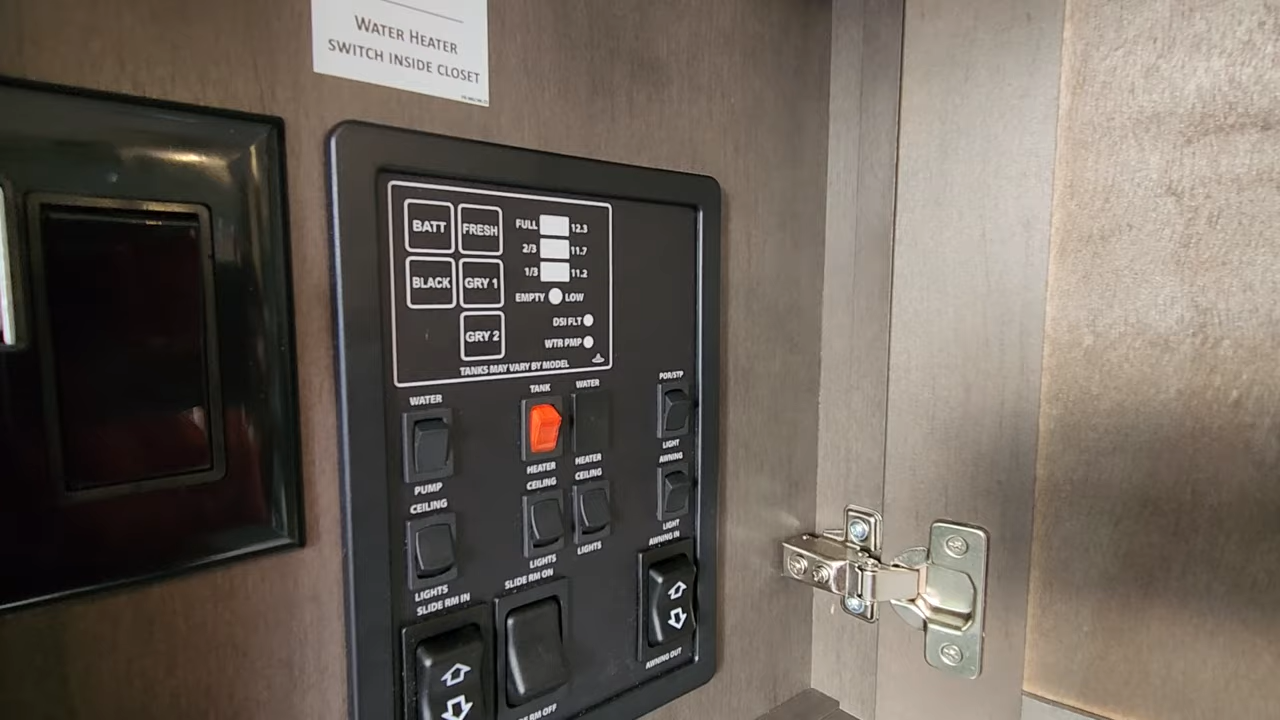 WATER HEATER
SWITCH INSIDE CLOSET
BATT
FRESH
FULL
12.3
2/3
11.7
1/3
11.2
BLACK
GRY 1
EMPTY
LOW
DSI FLT
GRY 2
WTR PMP
TANKS MAY VARY BY MODEL
WATER
PUMP
TANK
HEATER
WATER
HEATER
POR/STP
LIGHT
CEILING
LIGHTS
CEILING
LIGHTS
CEILING
LIGHTS
AWNING
LIGHT
SLIDE RM IN
SLIDE RM ON
RM OFF
AWNING IN
AWNING OUT